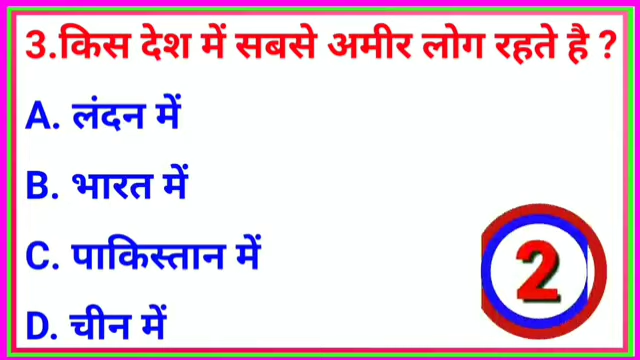 3.किस देश में सबसे अमीर लोग रहते है ?
A. लंदन में
B. भारत में
C. पाकिस्तान में
2
D. चीन में